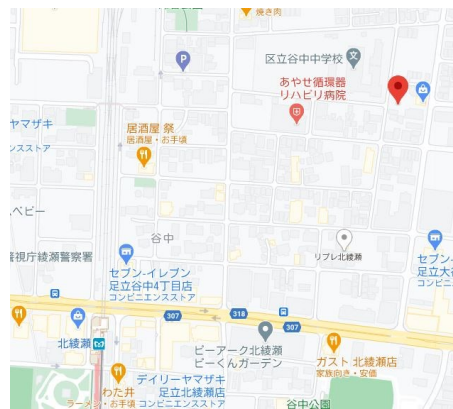 焼き肉
P
区立谷中中学校
文
あやせ循環器
リハビリ病院
ヤマザキ
ンスストア
居酒屋 祭
居酒屋・お手頃
ベビー
谷中
リブレ北綾瀬
視庁綾瀬警察署
セブン-イレブン
足立谷中4丁目店
コンビニエンスストア
セブン-
足立大
コンビニ
307
318
307
北綾瀬
ビーアーク北綾瀬
ビーくんガーデン
ガスト 北綾瀬店
家族向き・安価
わた井
ラーメン・お手頃
デイリーヤマザキ
足立北綾瀬店
コンビニエンスストア
谷中公園